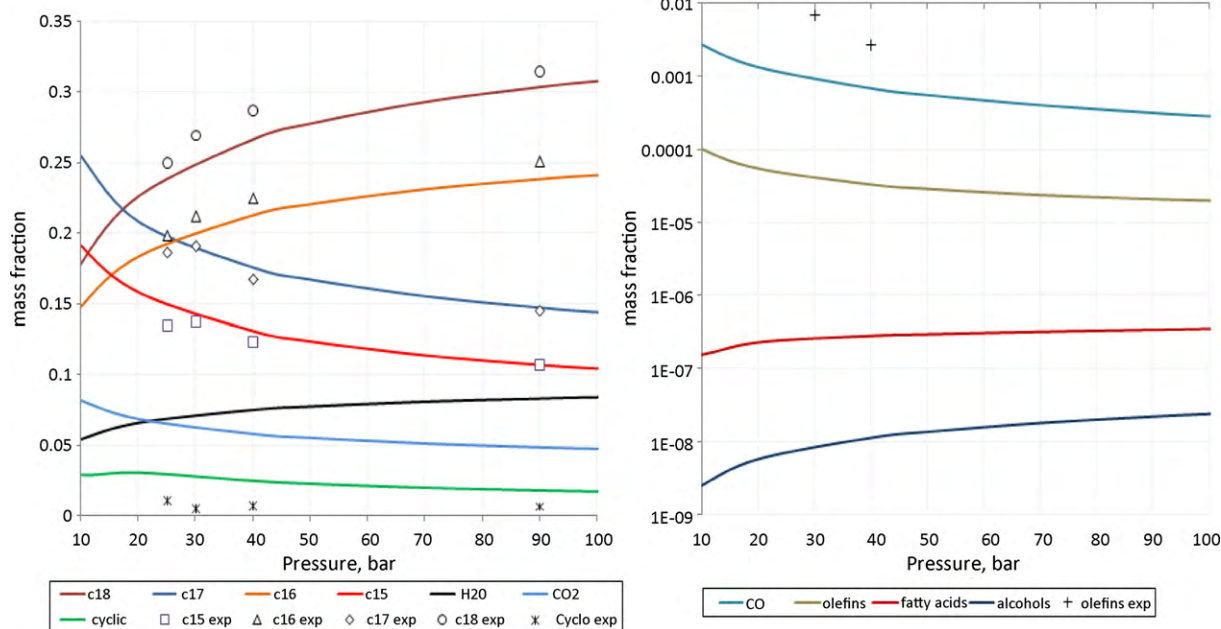 0.35
0.3
0.25
0.2
0.15
0.1
0.05
0
mass fraction
10 20 30 40 50 60 70 80 90 100
Pressure, bar
c18 c17 c16 c15 H20 CO2
cyclic c15 exp c16 exp c17 exp c18 exp Cyclo exp
0.01
0.001
0.0001
1E-05
1E-06
1E-07
1E-08
1E-09
mass fraction
10 20 30 40 50 60 70 80 90 100
Pressure, bar
CO olefins fatty acids alcohols olefins exp